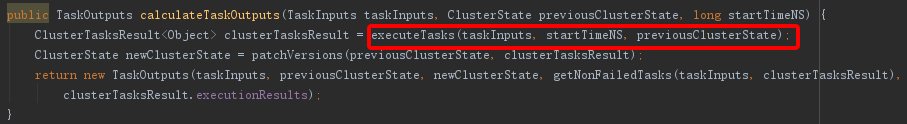 public TaskOutputs calculateTaskOutputs(TaskInputs taskInputs, ClusterState previousClusterState, long startTimeNS) {
ClusterTasksResult<Object> clusterTasksResult = executeTasks(taskInputs, startTimeNS, previousClusterState);
ClusterState newClusterState = patchVersions(previousClusterState, clusterTasksResult);
return new TaskOutputs(taskInputs, previousClusterState, newClusterState, getNonFailedTasks(taskInputs, clusterTasksResult),
clusterTasksResult.executionResults);
}